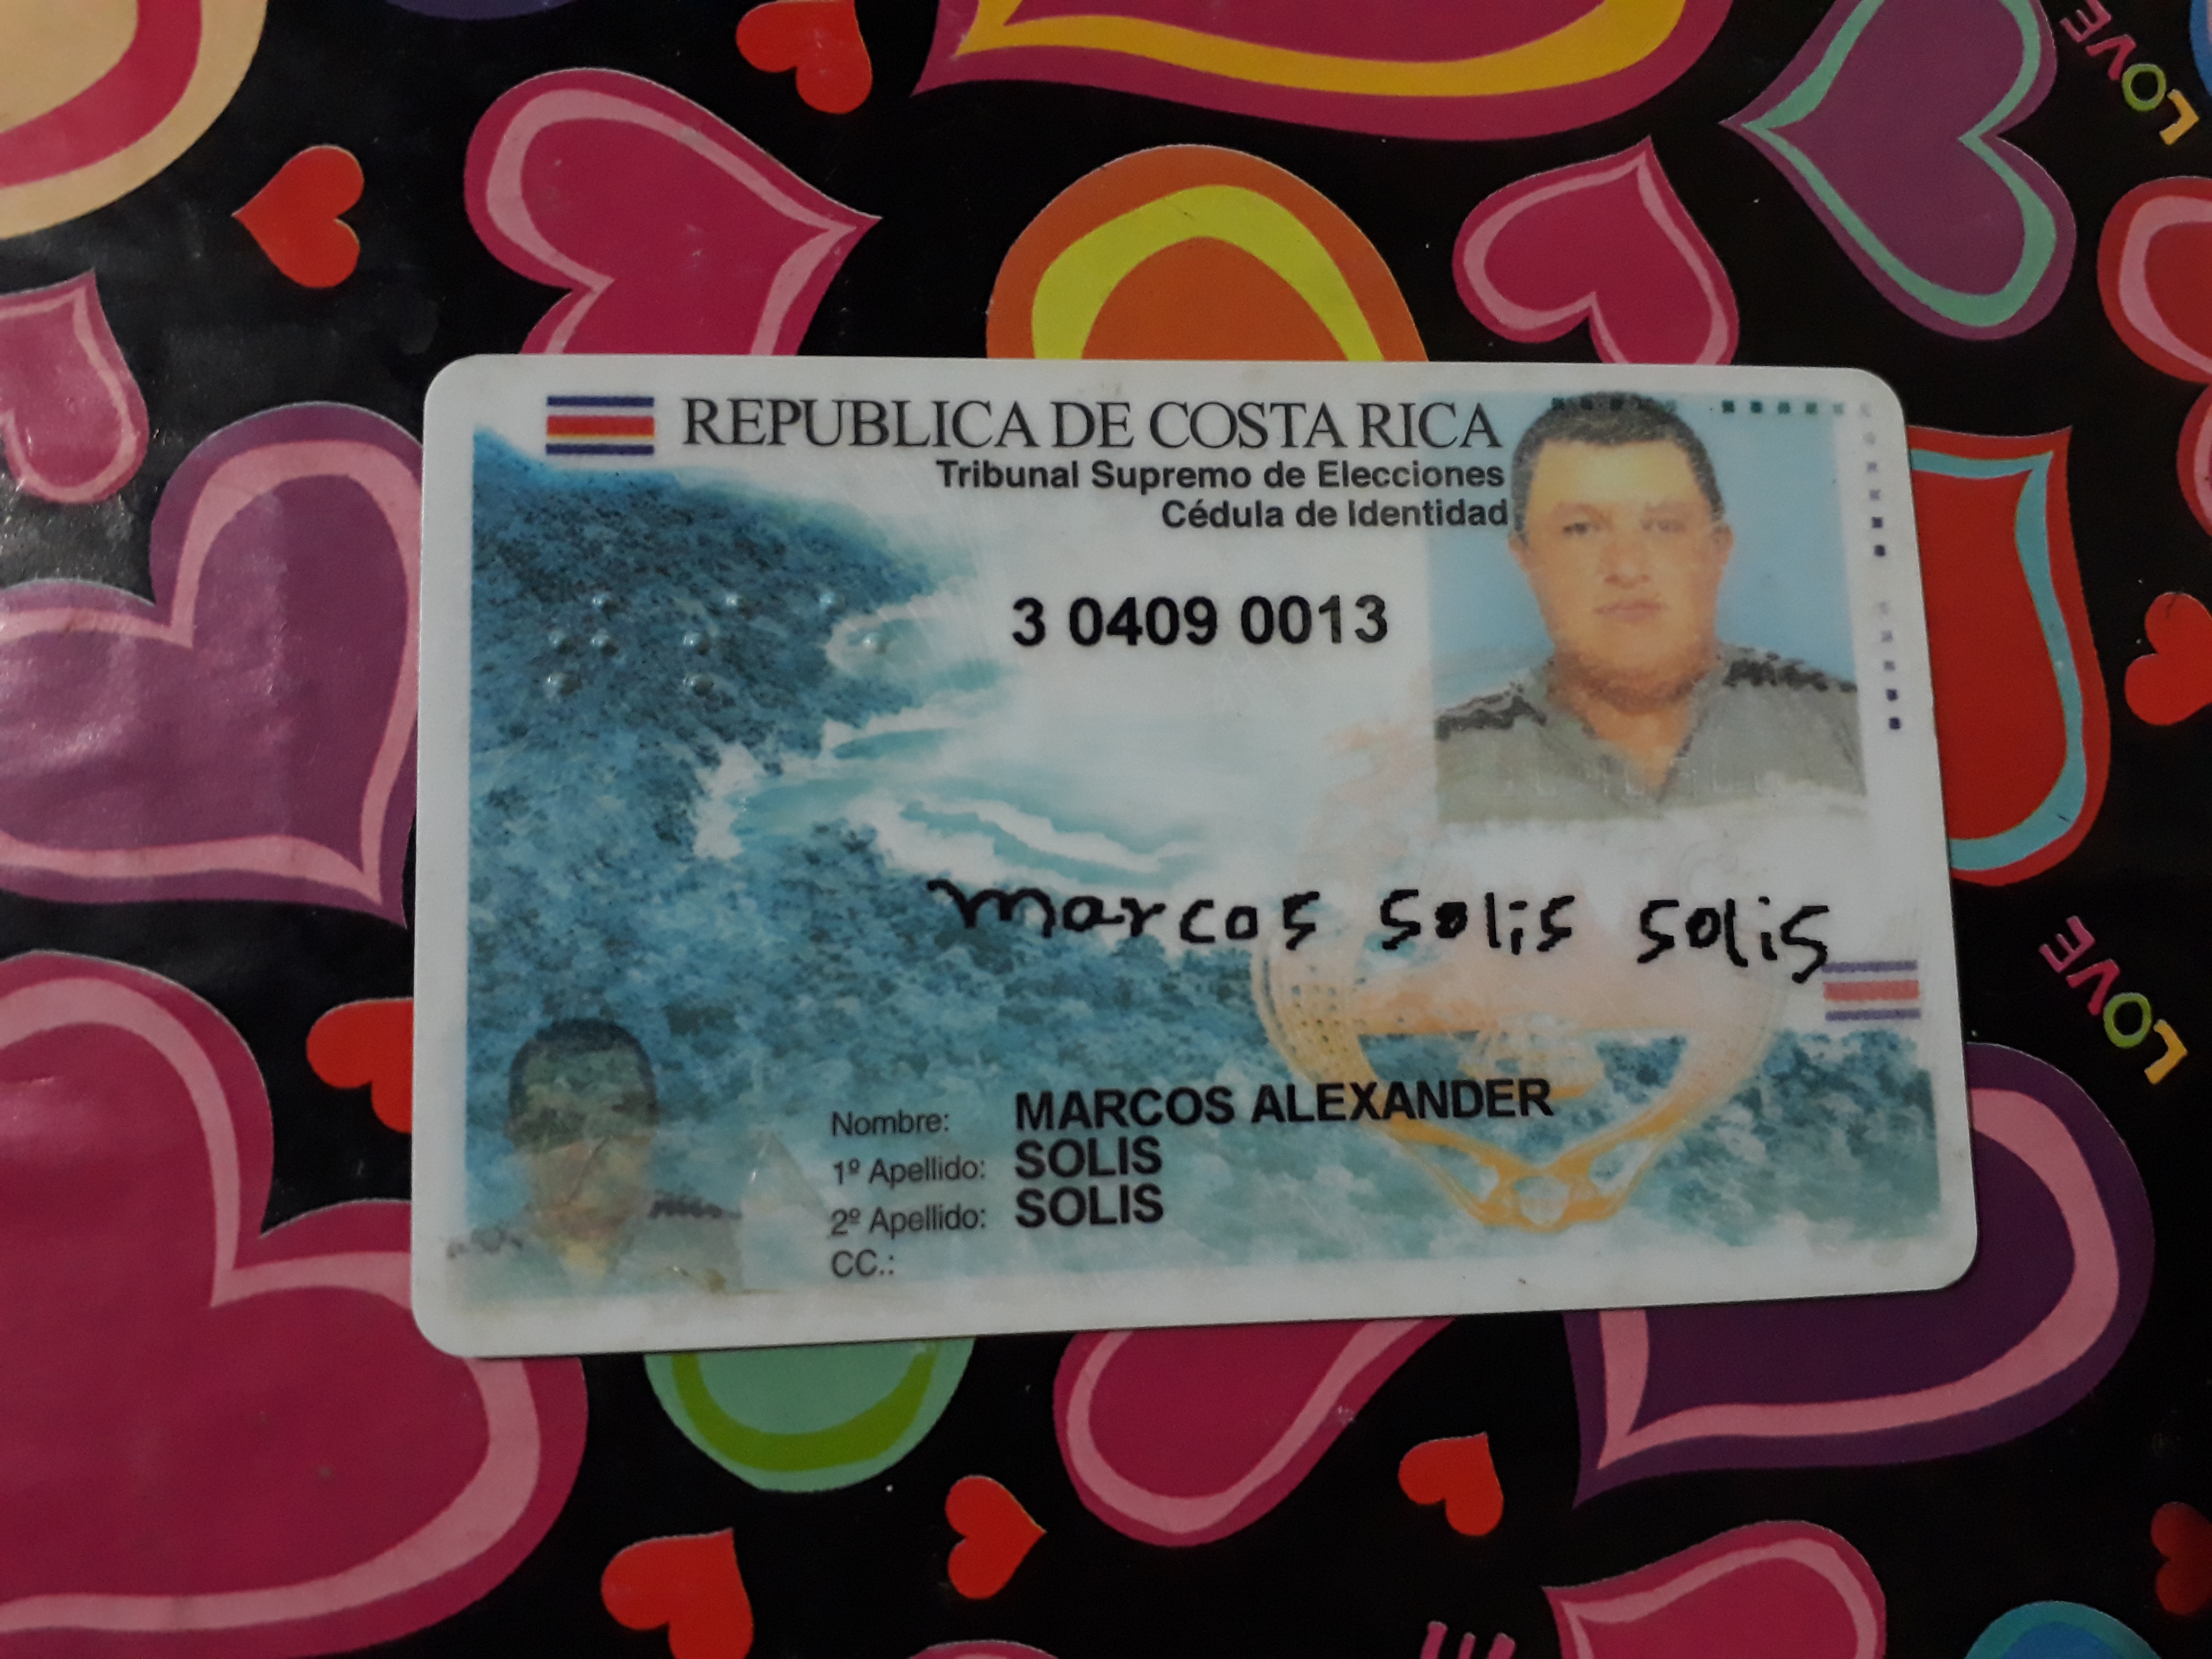 REPUBLICA DE COSTA RICA
Tribunal Supremo de Elecciones
Cédula de Identidad
3 0409 0013
marcos solis solis
Nombre: MARCOS ALEXANDER
1º Apellido: SOLIS
2º Apellido: SOLIS
CC.:
LOVE
LOVE